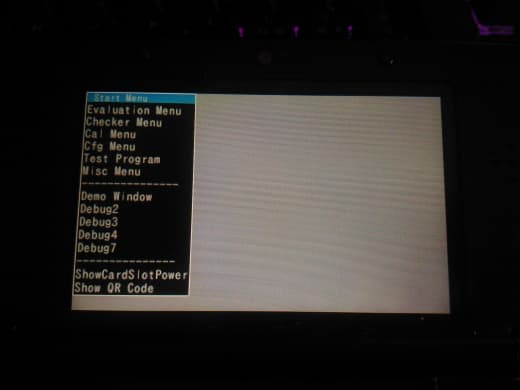 Start Menu
Evaluation Menu
Checker Menu
Cal Menu
Cfg Menu
Test Program
Misc Menu
----------------
Demo Window
Debug2
Debug3
Debug4
Debug7
----------------
ShowCardSlotPower
Show QR Code